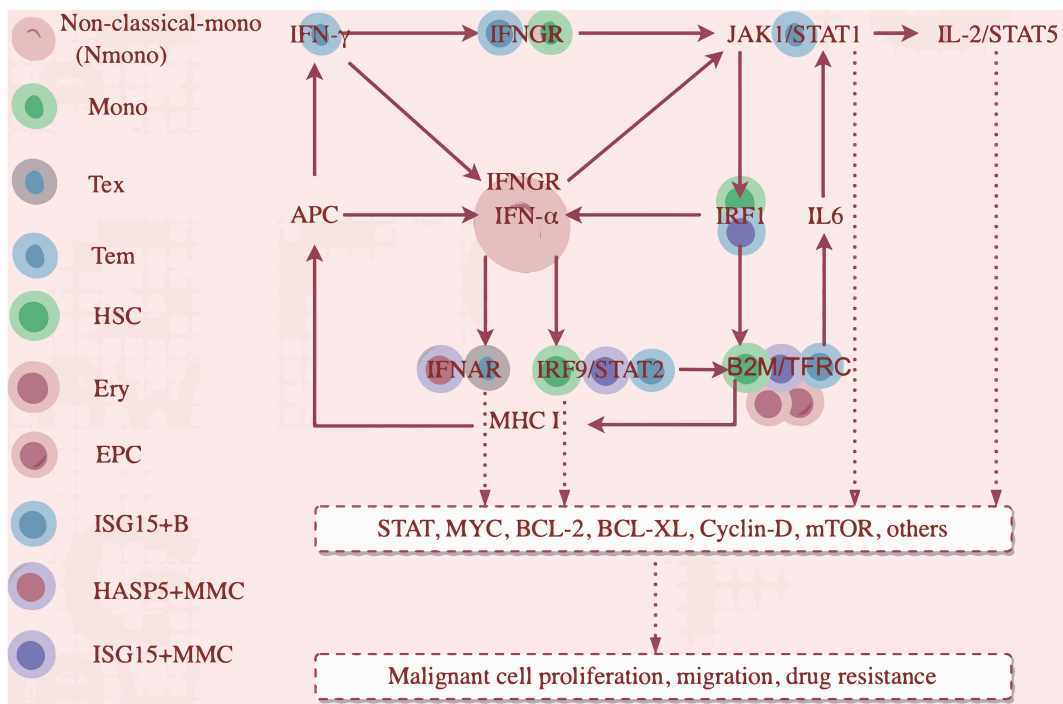 Non-classical-mono
(Nmono)
Mono
Tex
Tem
HSC
Ery
EPC
ISG15+B
HASP5+MMC
ISG15+MMC
IFN-γ
IFNGR
JAK1/STAT1
IL-2/STAT5
IFNGR
APC
IFN-α
IRF1
IL6
IFNAR
IRF9/STAT2
B2M/TFRC
MHC I
STAT, MYC, BCL-2, BCL-XL, Cyclin-D, mTOR, others
Malignant cell proliferation, migration, drug resistance